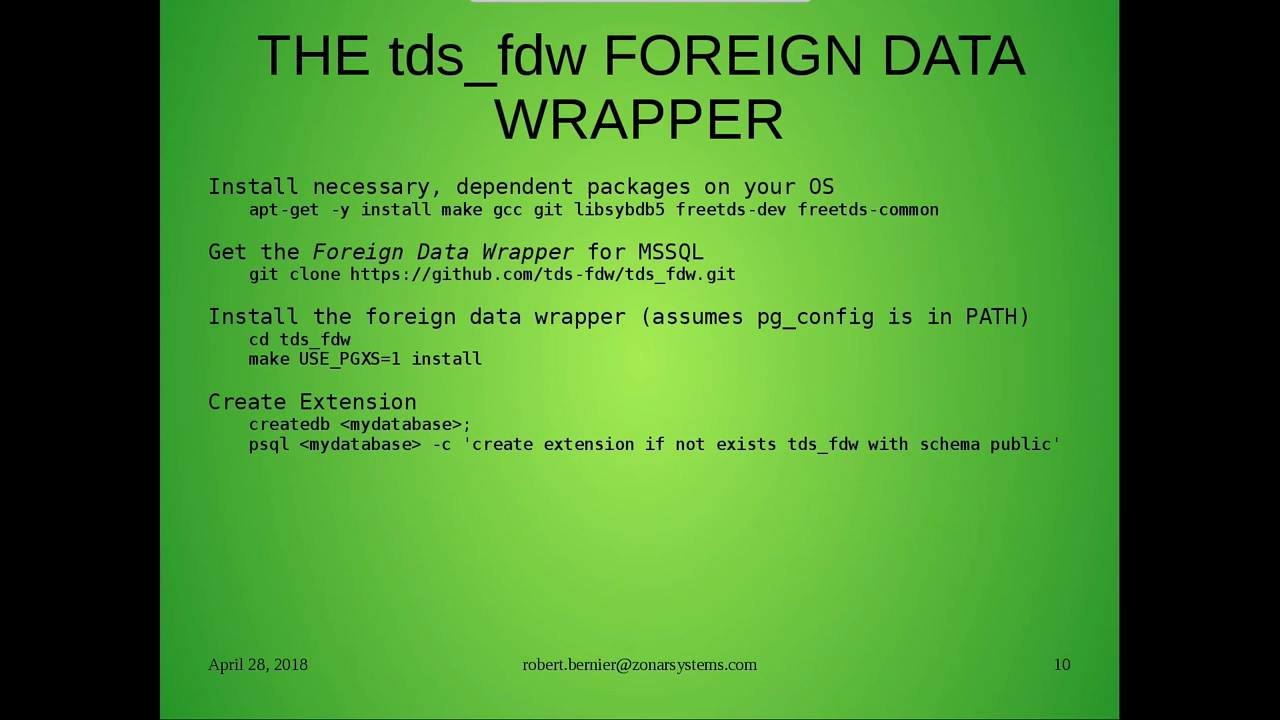 THE tds_fdw FOREIGN DATA
WRAPPER
Install necessary, dependent packages on your OS
apt-get -y install make gcc git libsybdb5 freetds-dev freetds-common
Get the Foreign Data Wrapper for MSSQL
git clone https://github.com/tds-fdw/tds_fdw.git
Install the foreign data wrapper (assumes pg_config is in PATH)
cd tds_fdw
make USE_PGXS=1 install
Create Extension
createdb <mydatabase>;
psql <mydatabase> -c 'create extension if not exists tds_fdw with schema public'
April 28, 2018
robert.bernier@zonarsystems.com
10